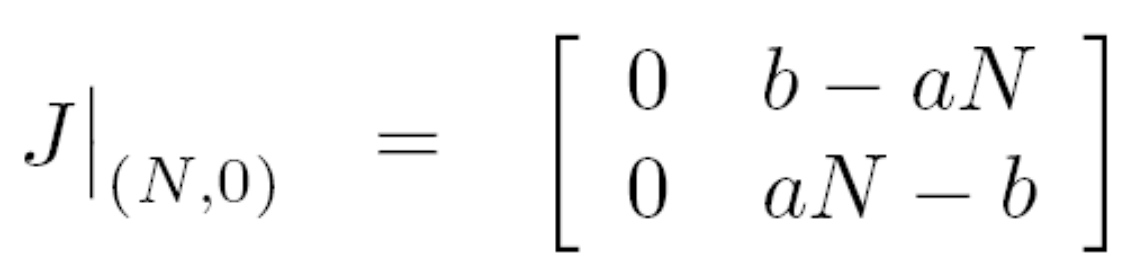 J|(N,0) = [ 0 b − aN
0 aN − b ]